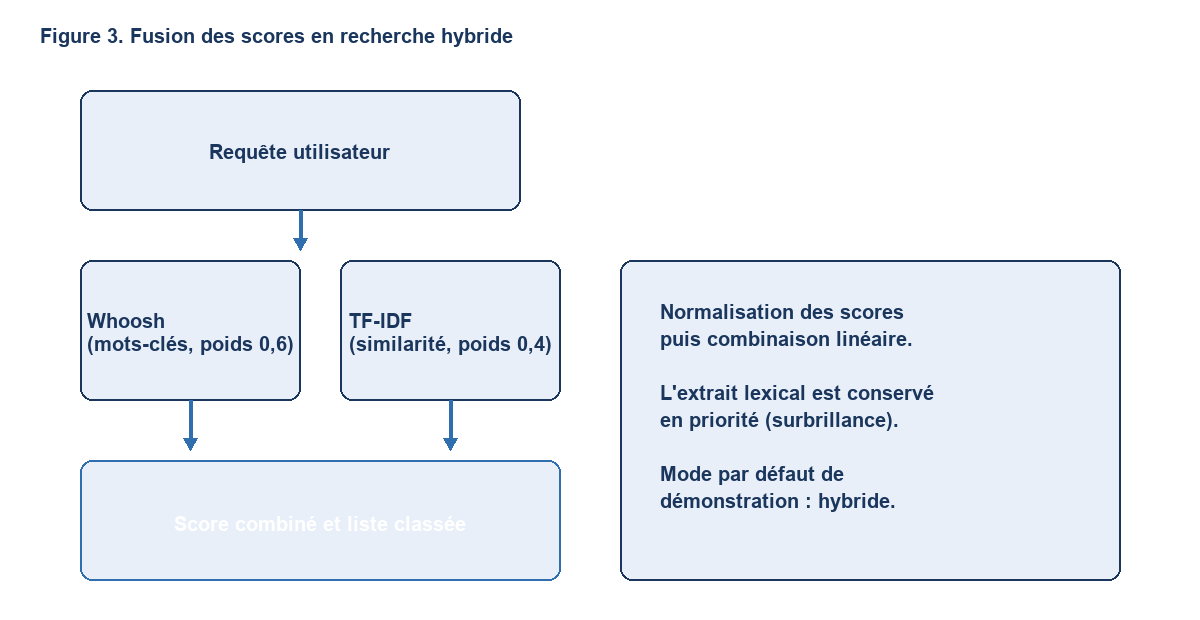 Figure 3. Fusion des scores en recherche hybride
Requête utilisateur
Whoosh
(mots-clés, poids 0,6)
TF-IDF
(similarité, poids 0,4)
Score combiné et liste classée
Normalisation des scores
puis combinaison linéaire.
L'extrait lexical est conservé
en priorité (surbrillance).
Mode par défaut de
démonstration : hybride.